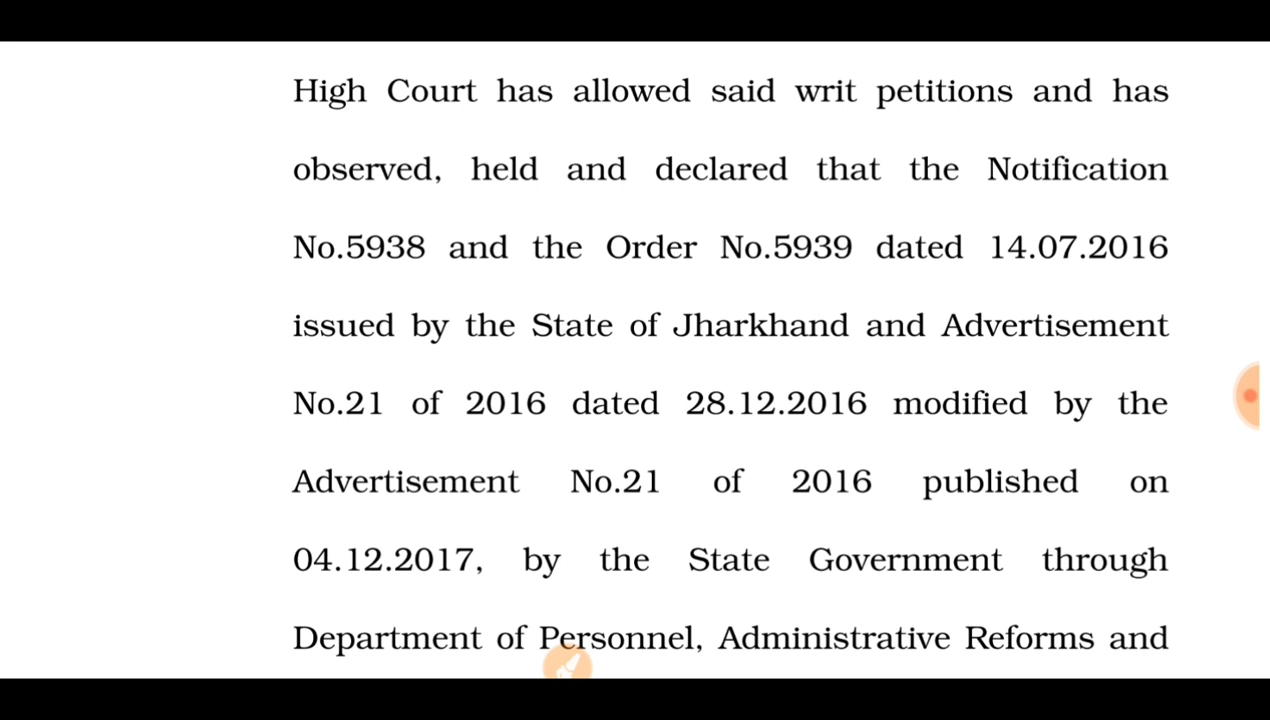 High Court has allowed said writ petitions and has
observed, held and declared that the Notification
No.5938 and the Order No.5939 dated 14.07.2016
issued by the State of Jharkhand and Advertisement
No.21 of 2016 dated 28.12.2016 modified by the
Advertisement No.21 of 2016 published on
04.12.2017, by the State Government through
Department of Personnel, Administrative Reforms and